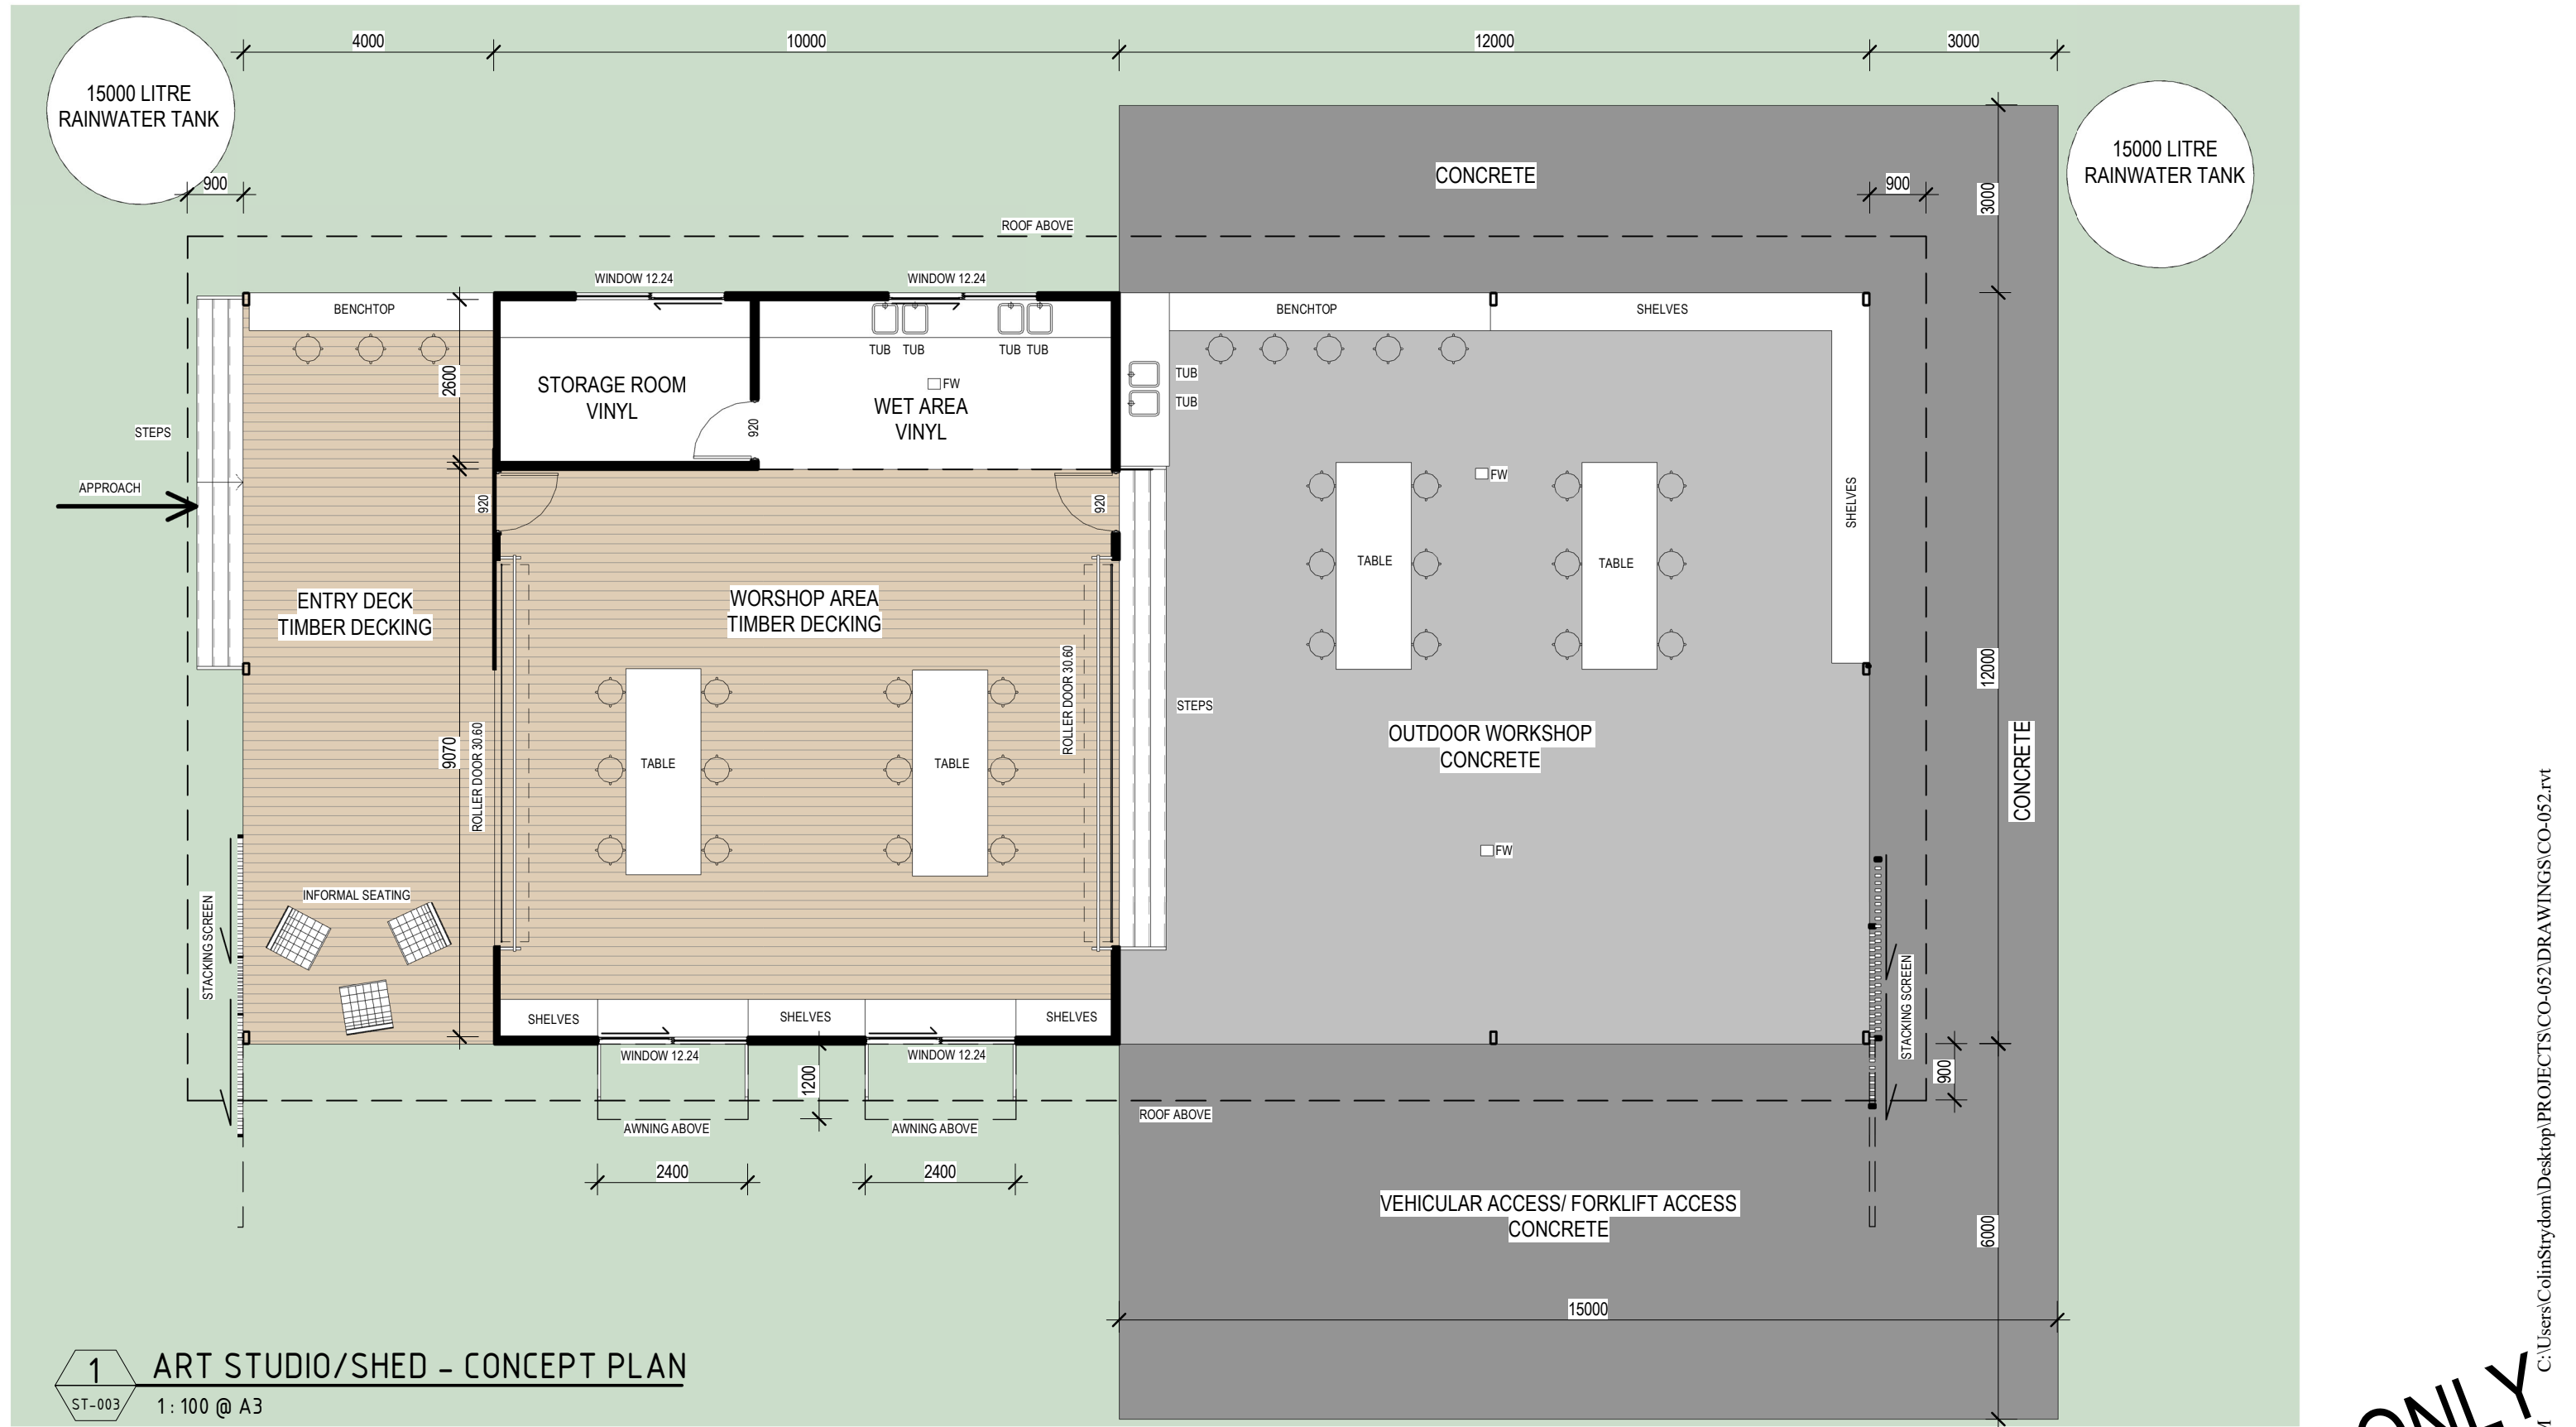 4000
10000
12000
3000
15000 LITRE
RAINWATER TANK
15000 LITRE
RAINWATER TANK
900
900
CONCRETE
3000
ROOF ABOVE
WINDOW 12.24
WINDOW 12.24
BENCHTOP
BENCHTOP
SHELVES
TUB
TUB
TUB
TUB
2600
STORAGE ROOM
VINYL
FW
WET AREA
VINYL
920
TUB
TUB
STEPS
APPROACH
920
920
FW
SHELVES
TABLE
TABLE
ENTRY DECK
TIMBER DECKING
WORSHOP AREA
TIMBER DECKING
ROLLER DOOR 30.60
ROLLER DOOR 30.60
9070
STEPS
12000
OUTDOOR WORKSHOP
CONCRETE
CONCRETE
TABLE
TABLE
FW
INFORMAL SEATING
STACKING SCREEN
STACKING SCREEN
SHELVES
SHELVES
SHELVES
WINDOW 12.24
WINDOW 12.24
1200
900
AWNING ABOVE
AWNING ABOVE
ROOF ABOVE
2400
2400
VEHICULAR ACCESS/ FORKLIFT ACCESS
CONCRETE
6000
15000
1
ST-003
ART STUDIO/SHED - CONCEPT PLAN
1 : 100 @ A3
C:\Users\ColinStrydom\Desktop\PROJECTS\CO-052\DRAWINGS\CO-052.rvt
ONLY